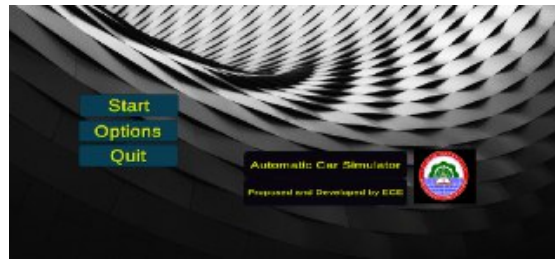 Start
Options
Quit
Automatic Car Simulator
Proposed and Developed by ECE